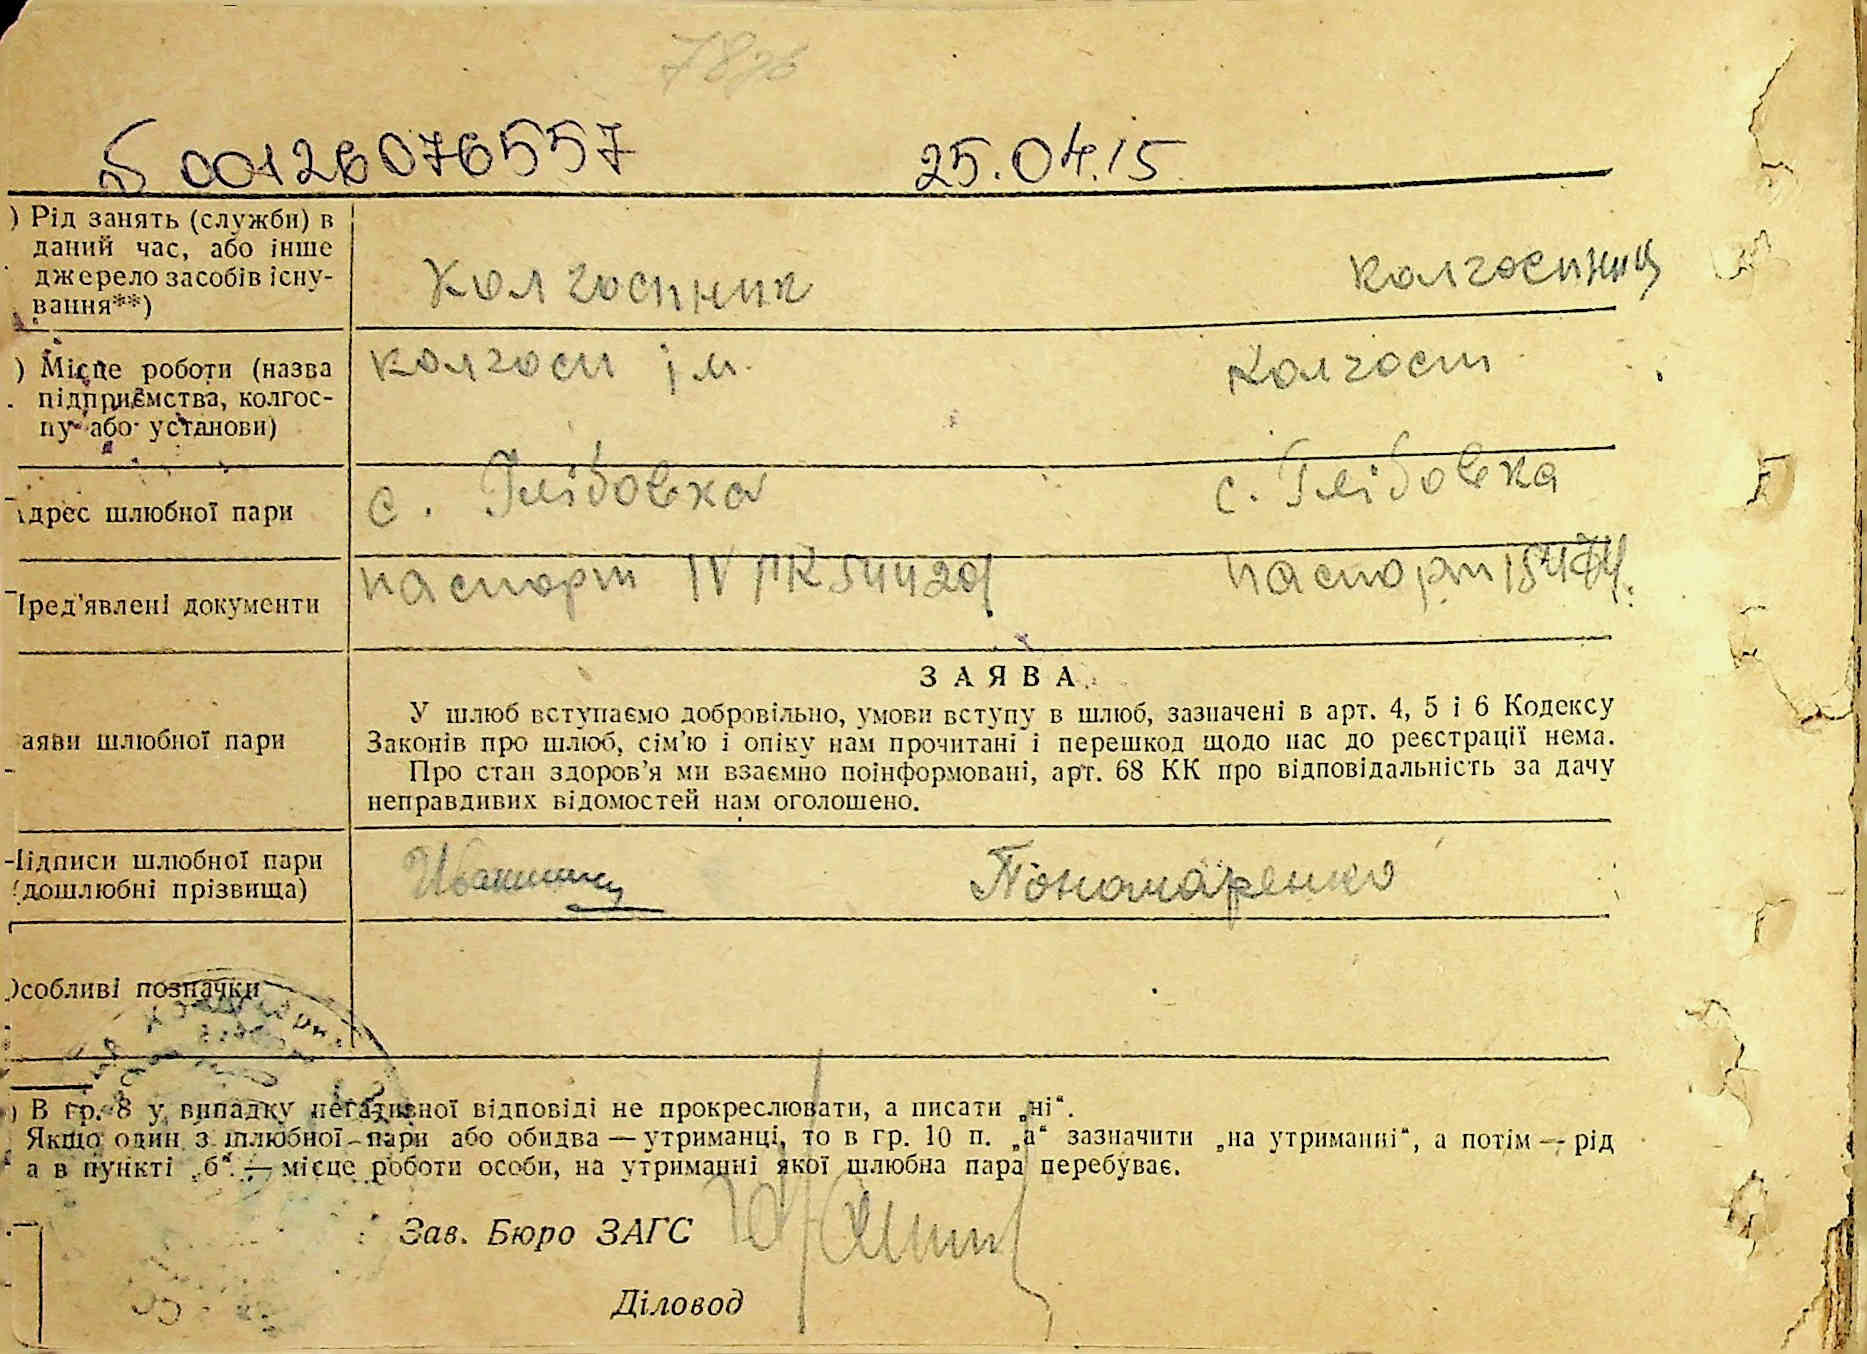 00126076557 25.04.15
) Рід занять (службы) в
даний час, або інше
джерело засобів існу-
вання**)
колгоспник колгоспниц
) Місце роботи (назва
підприємства, колгос-
пу або установи)
колгосп ім. колгосп
дрес шлюбної пари
с. Глібовка с. Глібовка
Пред'явлені документи
паспорт паспорт
ЗАЯВА
У шлюб вступаємо добровільно, умови вступу в шлюб, зазначені в арт. 4, 5 і 6 Кодексу
Законів про шлюб, сім'ю і опіку нам прочитані і перешкод щодо нас до реєстрації нема.
аяви шлюбної пари
Про стан здоров'я ми взаємно поінформовані, арт. 68 КК про відповідальність за дачу
неправдивих відомостей нам оголошено.
Підписи шлюбної пари
(дошлюбні прізвища)
Пономаренко
Особливі позначки
) В гр. 8 у випадку негативної відповіді не прокреслювати, а писати „ні“.
Якщо один з шлюбної пари або обидва — утриманці, то в гр. 10 п. „а“ зазначити „на утриманні“, а потім — рід
а в пункті „б“ — місце роботи особи, на утриманні якої шлюбна пара перебуває.
Зав. Бюро ЗАГС
Діловод